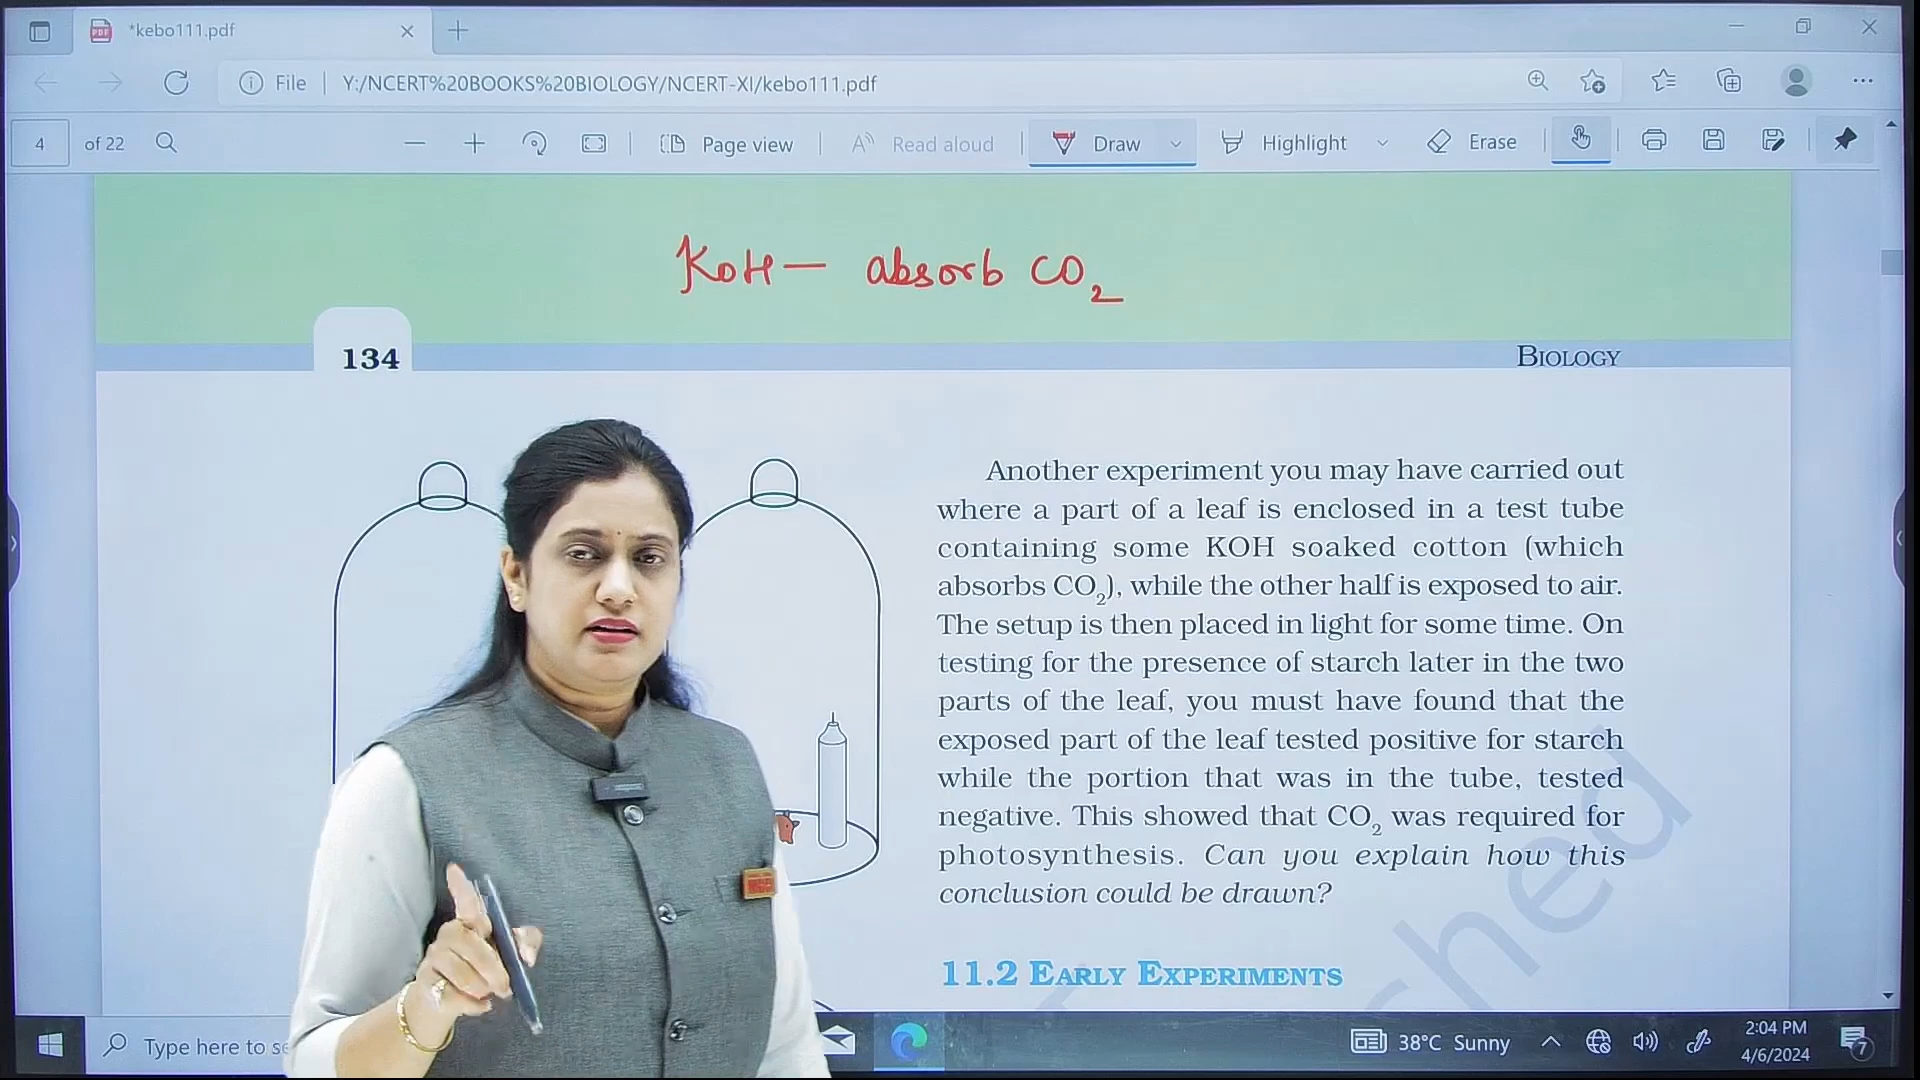 *kebo111.pdf
File | Y:/NCERT%20BOOKS%20BIOLOGY/NCERT-XI/kebo111.pdf
4 of 22 Page view Read aloud Draw Highlight Erase
KOH — absorb CO₂
134
BIOLOGY
Another experiment you may have carried out
where a part of a leaf is enclosed in a test tube
containing some KOH soaked cotton (which
absorbs CO₂), while the other half is exposed to air.
The setup is then placed in light for some time. On
testing for the presence of starch later in the two
parts of the leaf, you must have found that the
exposed part of the leaf tested positive for starch
while the portion that was in the tube, tested
negative. This showed that CO₂ was required for
photosynthesis. Can you explain how this
conclusion could be drawn?
11.2 EARLY EXPERIMENTS
shed
Type here to se
38°C Sunny
2:04 PM
4/6/2024
7